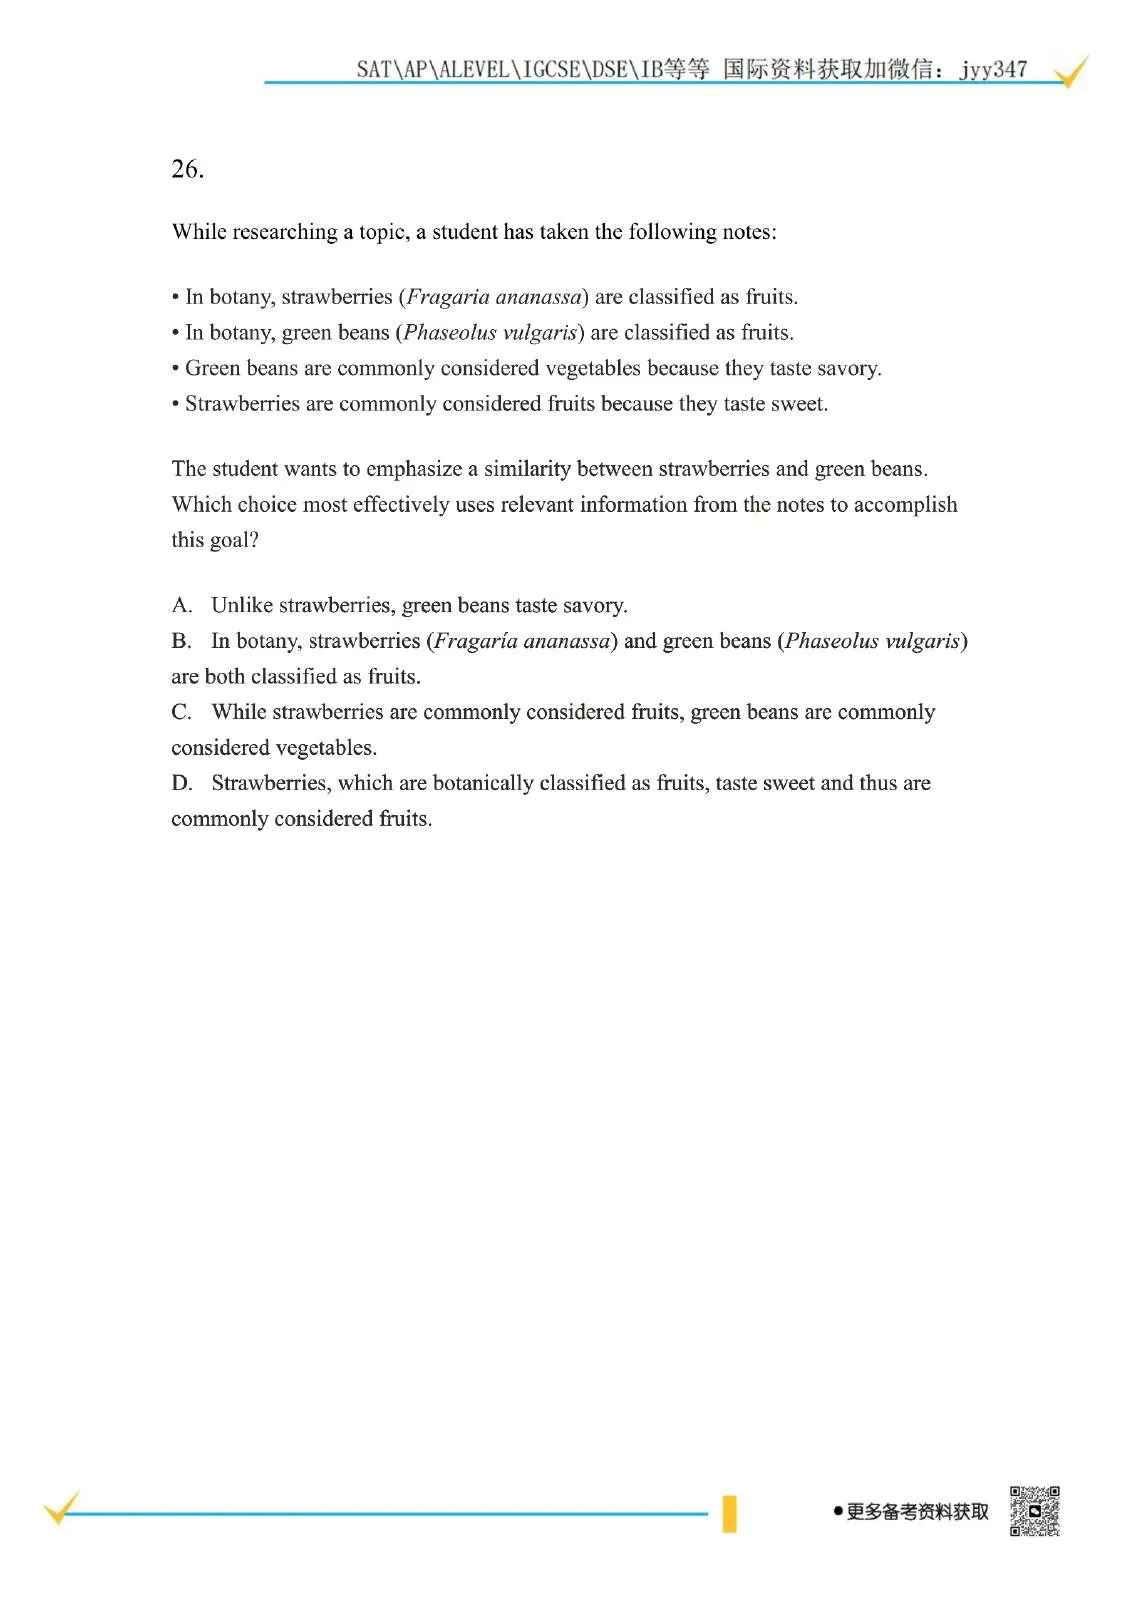 SAT\AP\ALEVEL\IGCSE\DSE\IB等等 国际资料获取加微信：jyy347
26.
While researching a topic, a student has taken the following notes:
• In botany, strawberries (Fragaria ananassa) are classified as fruits.
• In botany, green beans (Phaseolus vulgaris) are classified as fruits.
• Green beans are commonly considered vegetables because they taste savory.
• Strawberries are commonly considered fruits because they taste sweet.
The student wants to emphasize a similarity between strawberries and green beans.
Which choice most effectively uses relevant information from the notes to accomplish
this goal?
A. Unlike strawberries, green beans taste savory.
B. In botany, strawberries (Fragaría ananassa) and green beans (Phaseolus vulgaris)
are both classified as fruits.
C. While strawberries are commonly considered fruits, green beans are commonly
considered vegetables.
D. Strawberries, which are botanically classified as fruits, taste sweet and thus are
commonly considered fruits.
●更多备考资料获取